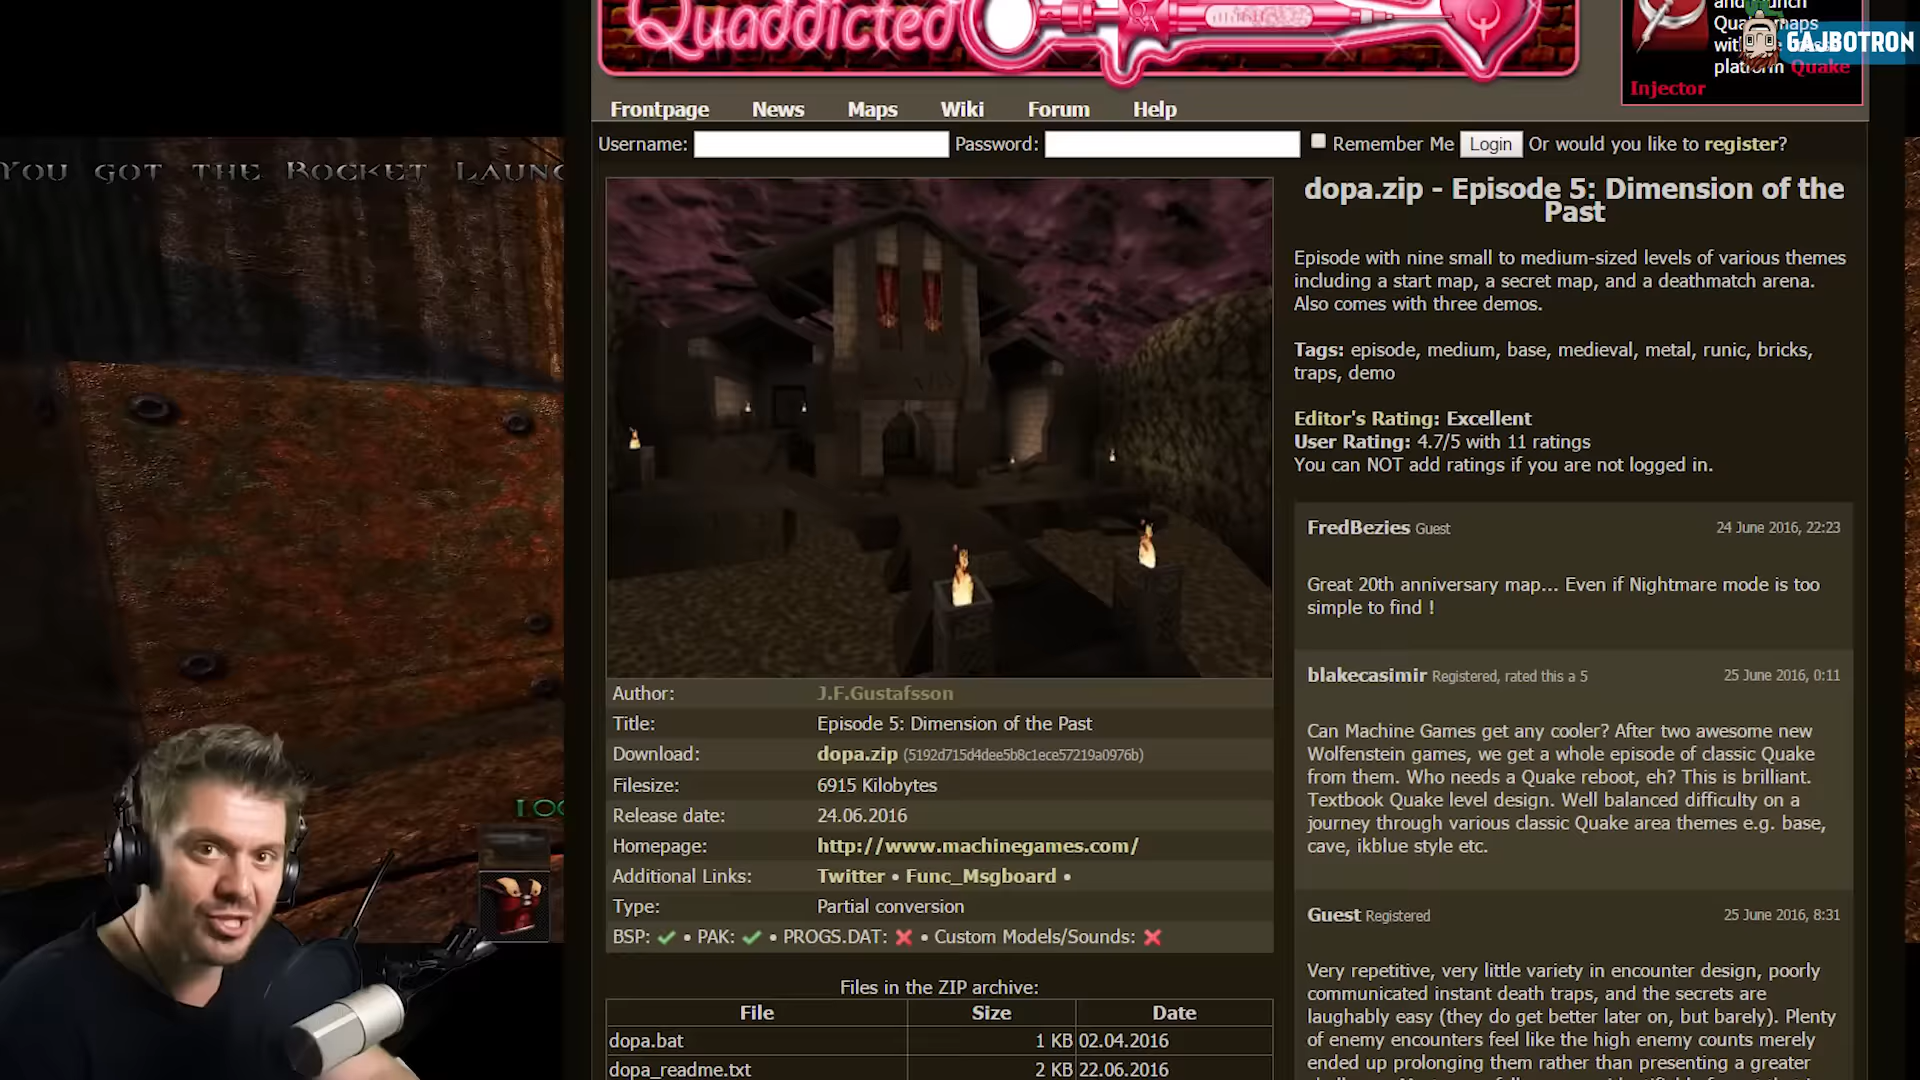 Quaddicted
and launch
Quake maps
platform Quake
Injector
GAJBOTRON
Frontpage News Maps Wiki Forum Help
Username: Password: Remember Me Login Or would you like to register?
YOU GOT THE ROCKET LAUNC
dopa.zip - Episode 5: Dimension of the
Past
Episode with nine small to medium-sized levels of various themes
including a start map, a secret map, and a deathmatch arena.
Also comes with three demos.
Tags: episode, medium, base, medieval, metal, runic, bricks,
traps, demo
Editor's Rating: Excellent
User Rating: 4.7/5 with 11 ratings
You can NOT add ratings if you are not logged in.
FredBezies Guest 24 June 2016, 22:23
Great 20th anniversary map... Even if Nightmare mode is too
simple to find !
blakecasimir Registered, rated this a 5 25 June 2016, 0:11
Can Machine Games get any cooler? After two awesome new
Wolfenstein games, we get a whole episode of classic Quake
from them. Who needs a Quake reboot, eh? This is brilliant.
Textbook Quake level design. Well balanced difficulty on a
journey through various classic Quake area themes e.g. base,
cave, ikblue style etc.
Guest Registered 25 June 2016, 8:31
Very repetitive, very little variety in encounter design, poorly
communicated instant death traps, and the secrets are
laughably easy (they do get better later on, but barely). Plenty
of enemy encounters feel like the high enemy counts merely
ended up prolonging them rather than presenting a greater
Author: J.F.Gustafsson
Title: Episode 5: Dimension of the Past
Download: dopa.zip (5192d715d4dee5b8c1ece57219a0976b)
Filesize: 6915 Kilobytes
Release date: 24.06.2016
Homepage: http://www.machinegames.com/
Additional Links: Twitter • Func_Msgboard •
Type: Partial conversion
BSP: ✓ • PAK: ✓ • PROGS.DAT: ✗ • Custom Models/Sounds: ✗
Files in the ZIP archive:
File Size Date
dopa.bat 1 KB 02.04.2016
dopa_readme.txt 2 KB 22.06.2016